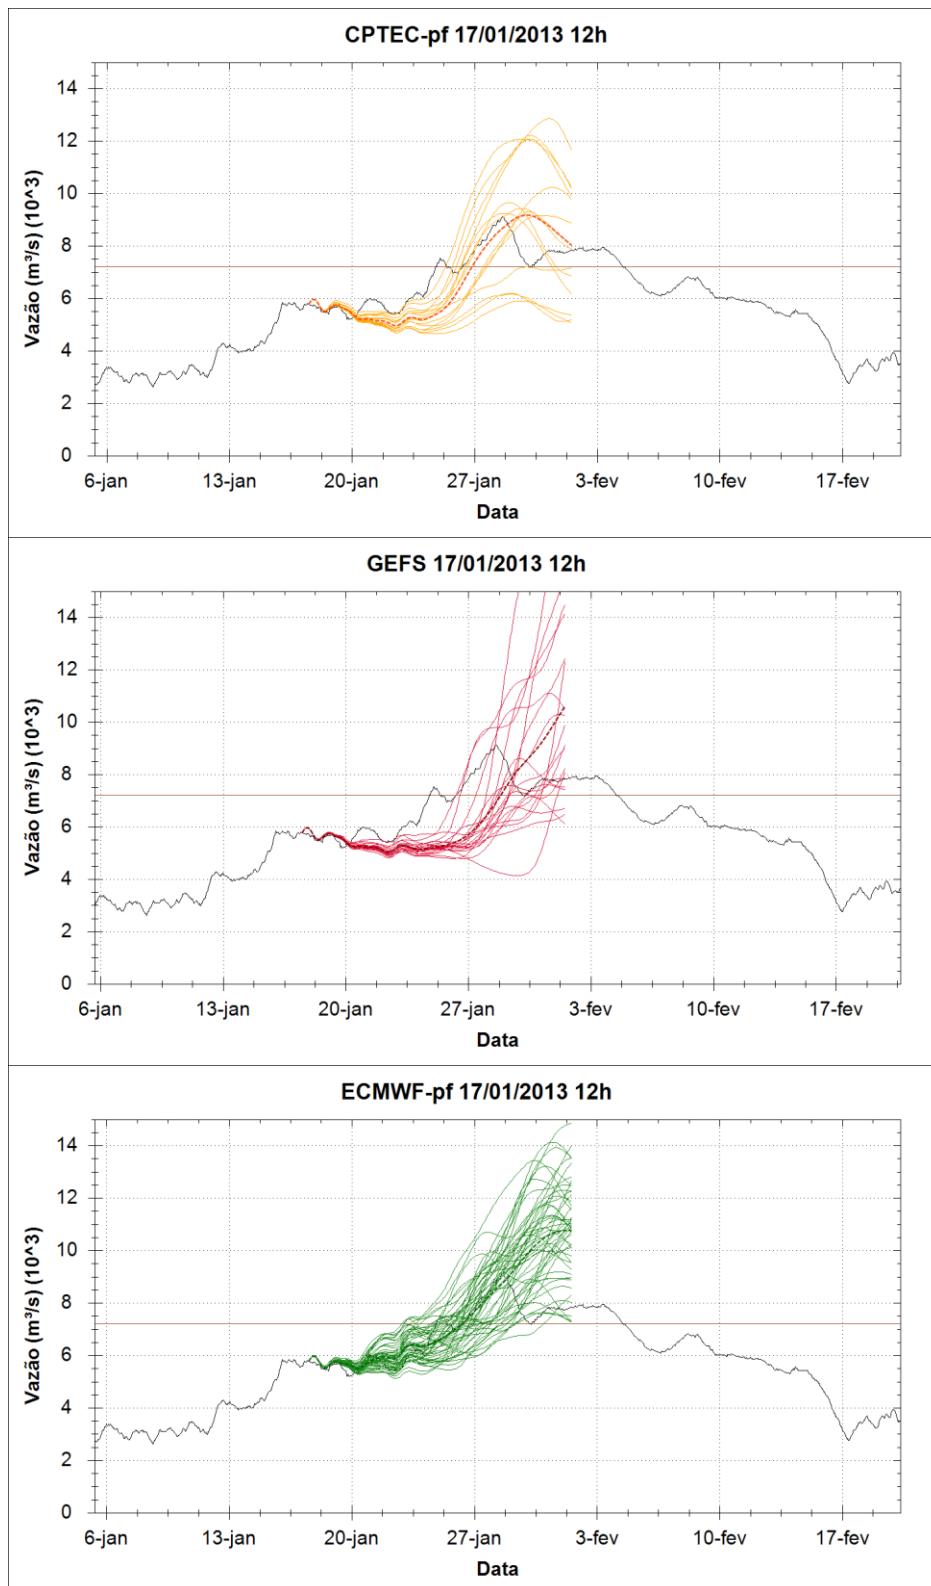 CPTEC-pf 17/01/2013 12h
Vazão (m³/s) (10^3)
14
12
10
8
6
4
2
0
6-jan 13-jan 20-jan 27-jan 3-fev 10-fev 17-fev
Data
GEFS 17/01/2013 12h
Vazão (m³/s) (10^3)
14
12
10
8
6
4
2
0
6-jan 13-jan 20-jan 27-jan 3-fev 10-fev 17-fev
Data
ECMWF-pf 17/01/2013 12h
Vazão (m³/s) (10^3)
14
12
10
8
6
4
2
0
6-jan 13-jan 20-jan 27-jan 3-fev 10-fev 17-fev
Data